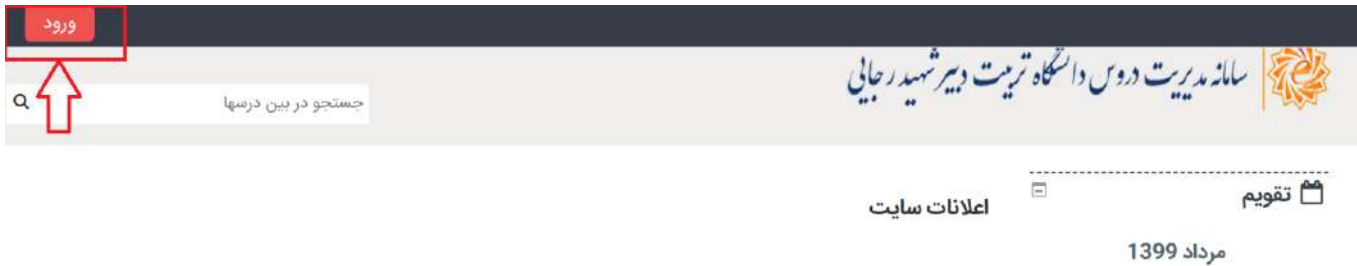 ورود
سامانه مدیریت دروس دانشگاه تربیت دبیر شهید رجایی
جستجو در بین درسها
تقویم
اعلانات سایت
مرداد 1399